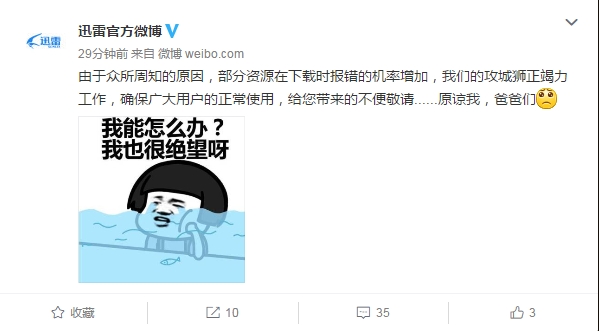 迅雷
迅雷官方微博
29分钟前 来自 微博 weibo.com
由于众所周知的原因，部分资源在下载时报错的机率增加，我们的攻城狮正竭力
工作，确保广大用户的正常使用，给您带来的不便敬请......原谅我，爸爸们
我能怎么办？
我也很绝望呀
收藏
10
35
3